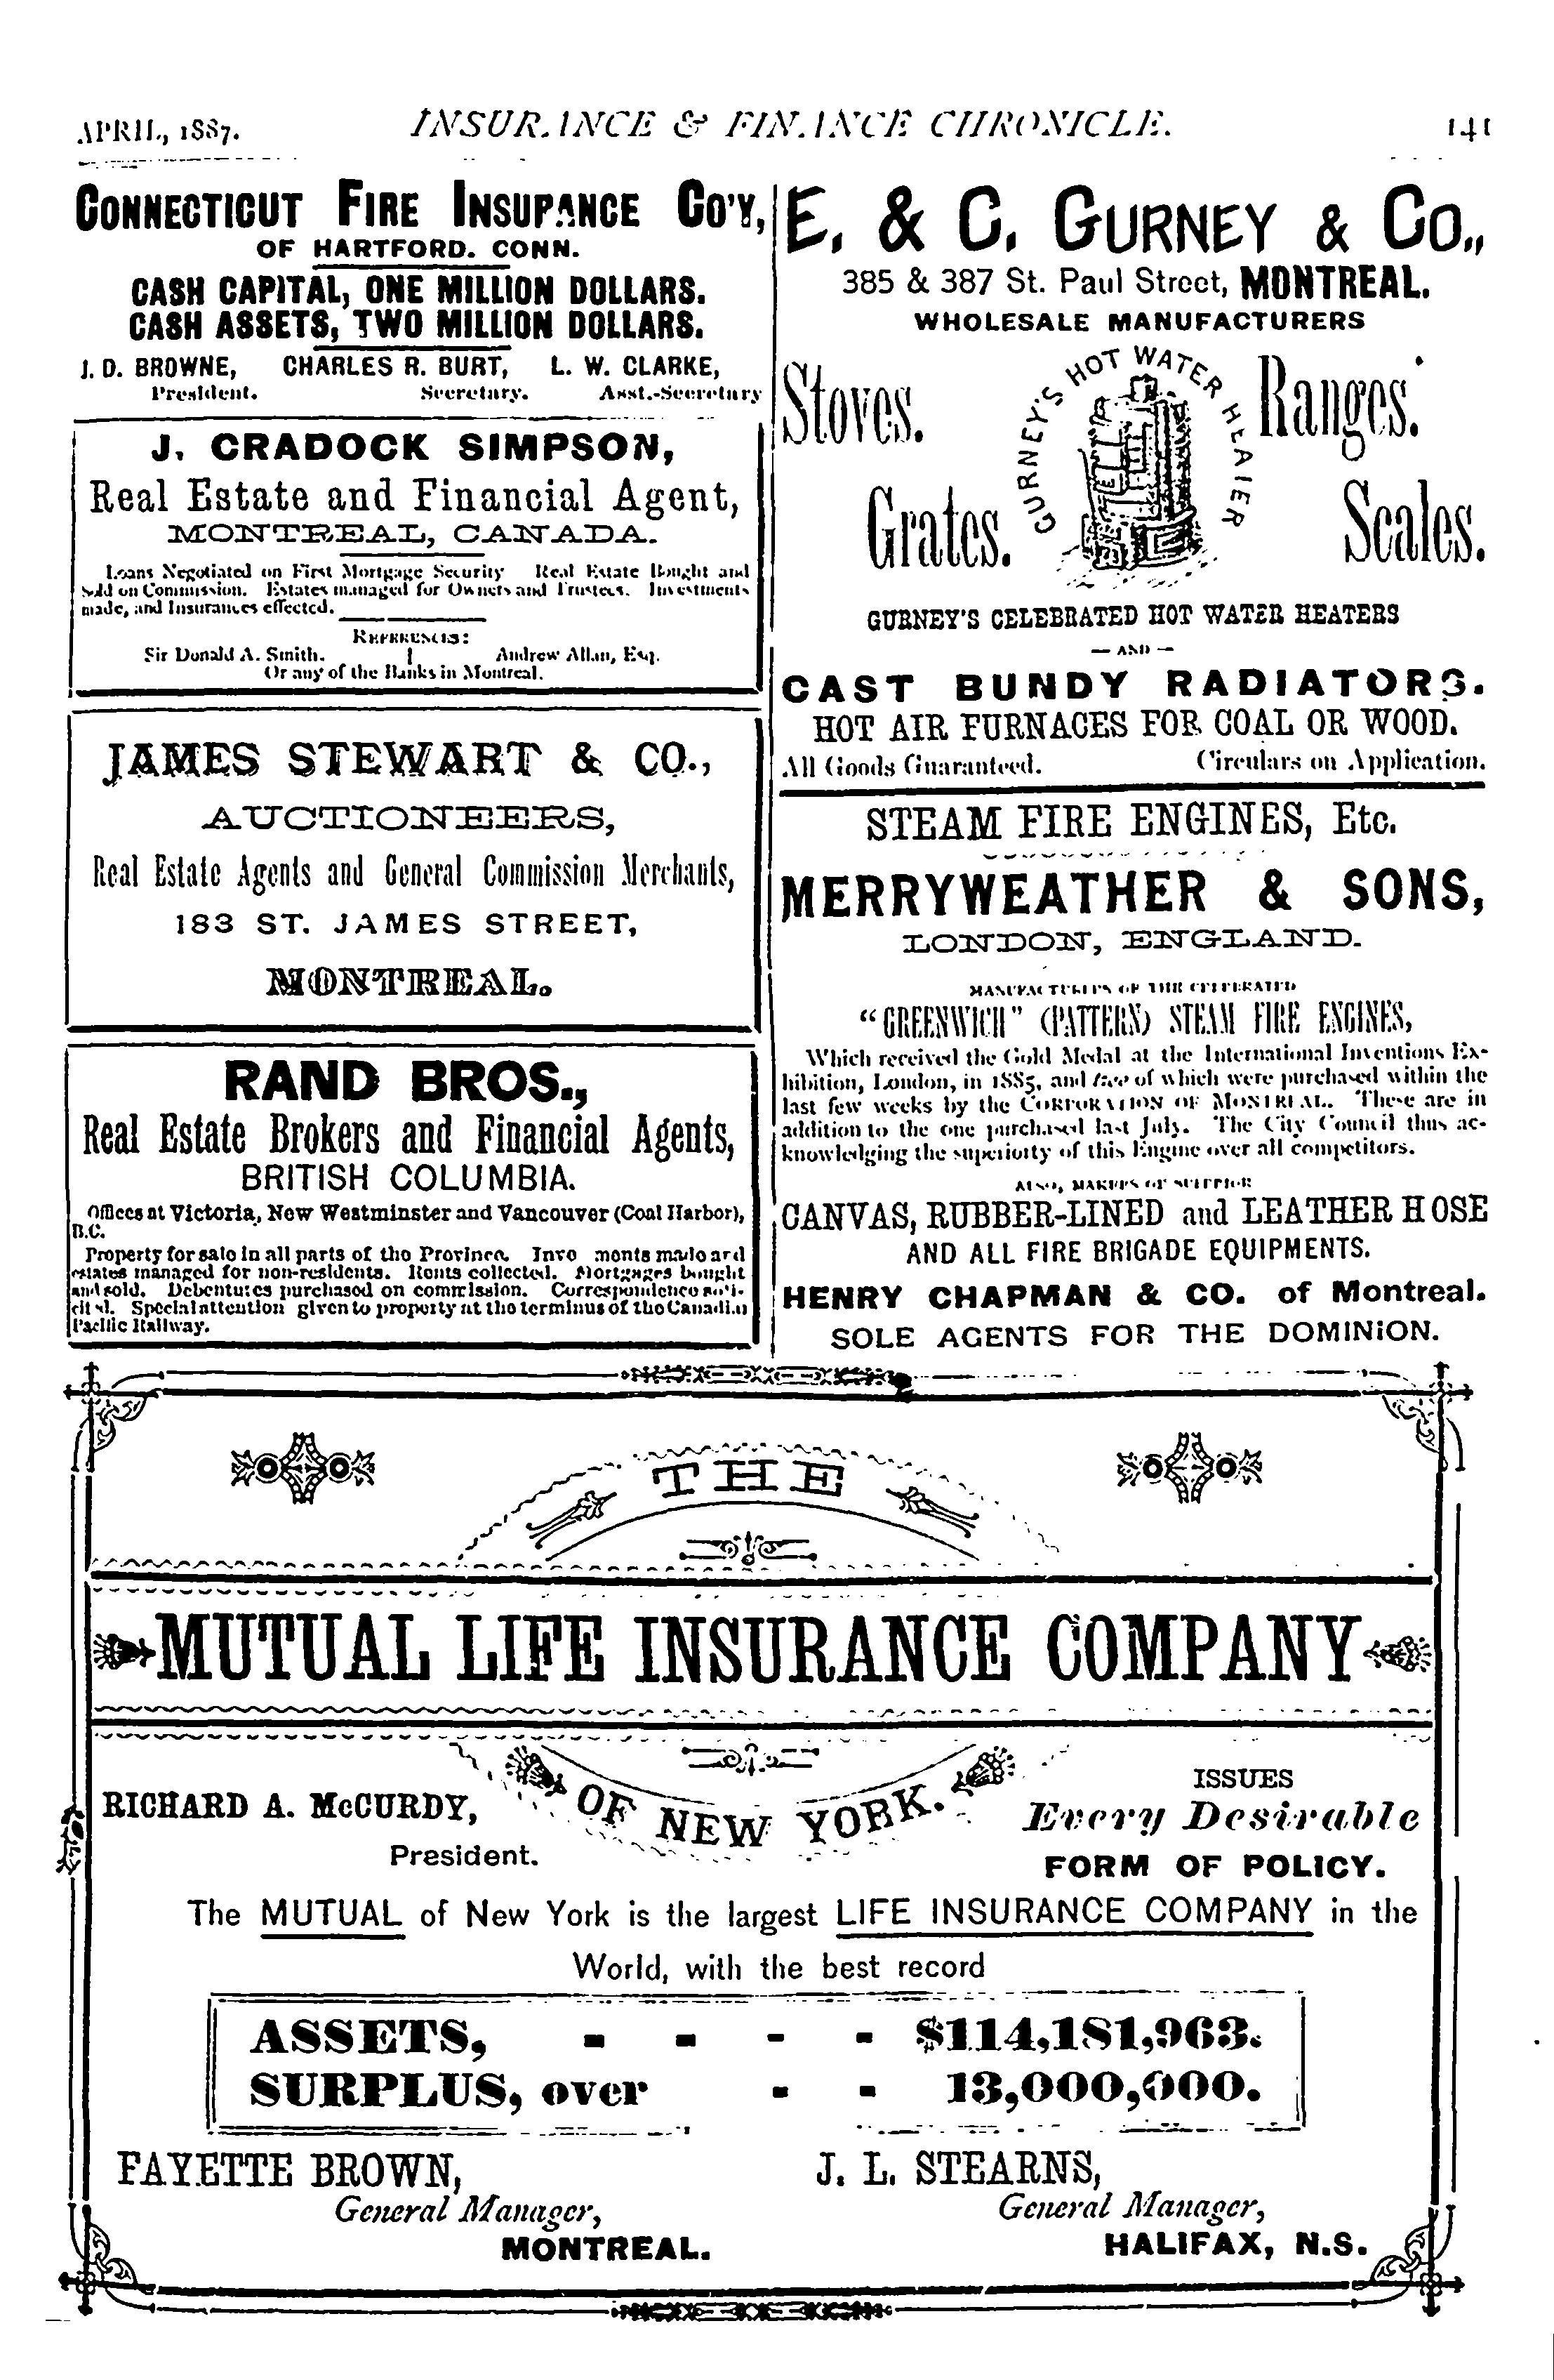 APRIL, 1887.
INSURANCE & FINANCE CHRONICLE.
141
CONNECTICUT FIRE INSURANCE CO'Y,
OF HARTFORD. CONN.
CASH CAPITAL, ONE MILLION DOLLARS.
CASH ASSETS, TWO MILLION DOLLARS.
J. D. BROWNE, CHARLES R. BURT, L. W. CLARKE,
President. Secretary. Asst.-Secretary
J. CRADOCK SIMPSON,
Real Estate and Financial Agent,
MONTREAL, CANADA.
Loans Negotiated on First Mortgage Security Real Estate Bought and
Sold on Commission. Estates managed for Owners and Trustees. Investments
made, and Insurances effected.
REFERENCES:
Sir Donald A. Smith. | Andrew Allan, Esq.
Or any of the Banks in Montreal.
JAMES STEWART & CO.,
AUCTIONEERS,
Real Estate Agents and General Commission Merchants,
183 ST. JAMES STREET,
MONTREAL.
RAND BROS.,
Real Estate Brokers and Financial Agents,
BRITISH COLUMBIA.
Offices at Victoria, New Westminster and Vancouver (Coal Harbor),
B.C.
Property for sale in all parts of the Province. Investments made and
estates managed for non-residents. Rents collected. Mortgages bought
and sold. Debentures purchased on commission. Correspondence soli-
cited. Special attention given to property at the terminus of the Canadian
Pacific Railway.
E. & C. GURNEY & CO.,
385 & 387 St. Paul Street, MONTREAL.
WHOLESALE MANUFACTURERS
Stoves. Ranges.
GURNEY'S HOT WATER HEATER
Grates. Scales.
GURNEY'S CELEBRATED HOT WATER HEATERS
— AND —
CAST BUNDY RADIATORS.
HOT AIR FURNACES FOR COAL OR WOOD.
All Goods Guaranteed. Circulars on Application.
STEAM FIRE ENGINES, Etc.
MERRYWEATHER & SONS,
LONDON, ENGLAND.
MANUFACTURERS OF THE CELEBRATED
"GREENWICH" (PATTERN) STEAM FIRE ENGINES,
Which received the Gold Medal at the International Inventions Ex-
hibition, London, in 1885, and two of which were purchased within the
last few weeks by the CORPORATION OF MONTREAL. These are in
addition to the one purchased last July. The City Council thus ac-
knowledging the superiority of this Engine over all competitors.
ALSO, MAKERS OF SUPERIOR
CANVAS, RUBBER-LINED and LEATHER HOSE
AND ALL FIRE BRIGADE EQUIPMENTS.
HENRY CHAPMAN & CO. of Montreal.
SOLE AGENTS FOR THE DOMINION.
THE
MUTUAL LIFE INSURANCE COMPANY
OF NEW YORK.
RICHARD A. McCURDY,
President.
ISSUES
Every Desirable
FORM OF POLICY.
The MUTUAL of New York is the largest LIFE INSURANCE COMPANY in the
World, with the best record
ASSETS, - - - - $114,181,963.
SURPLUS, over - - 13,000,000.
FAYETTE BROWN,
General Manager,
MONTREAL.
J. L. STEARNS,
General Manager,
HALIFAX, N.S.